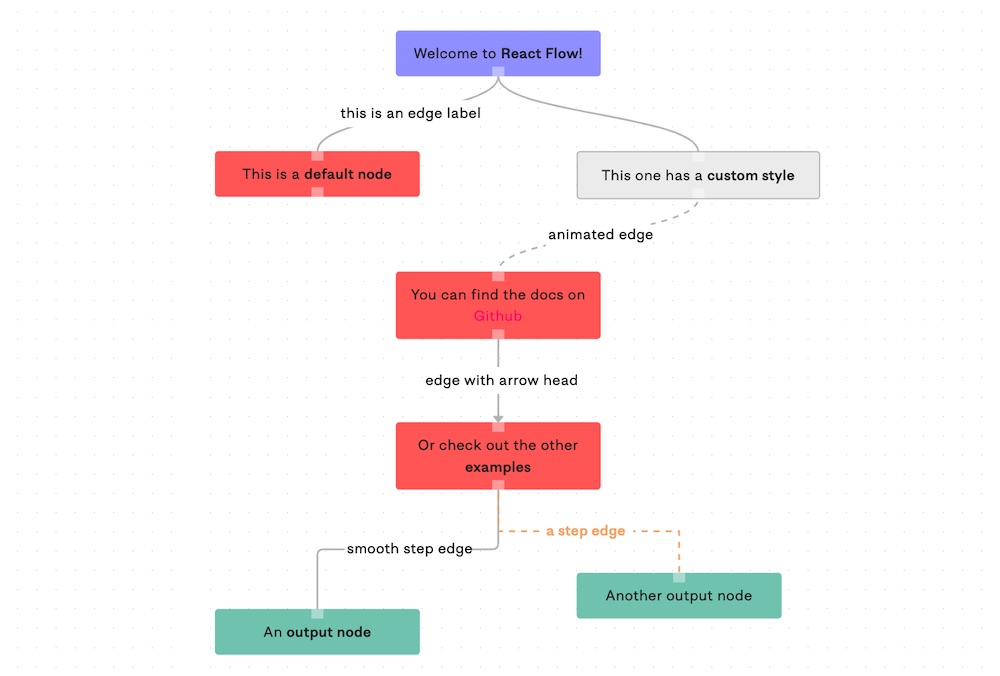 Welcome to React Flow!
this is an edge label
This is a default node
This one has a custom style
animated edge
You can find the docs on
Github
edge with arrow head
Or check out the other
examples
a step edge
smooth step edge
Another output node
An output node